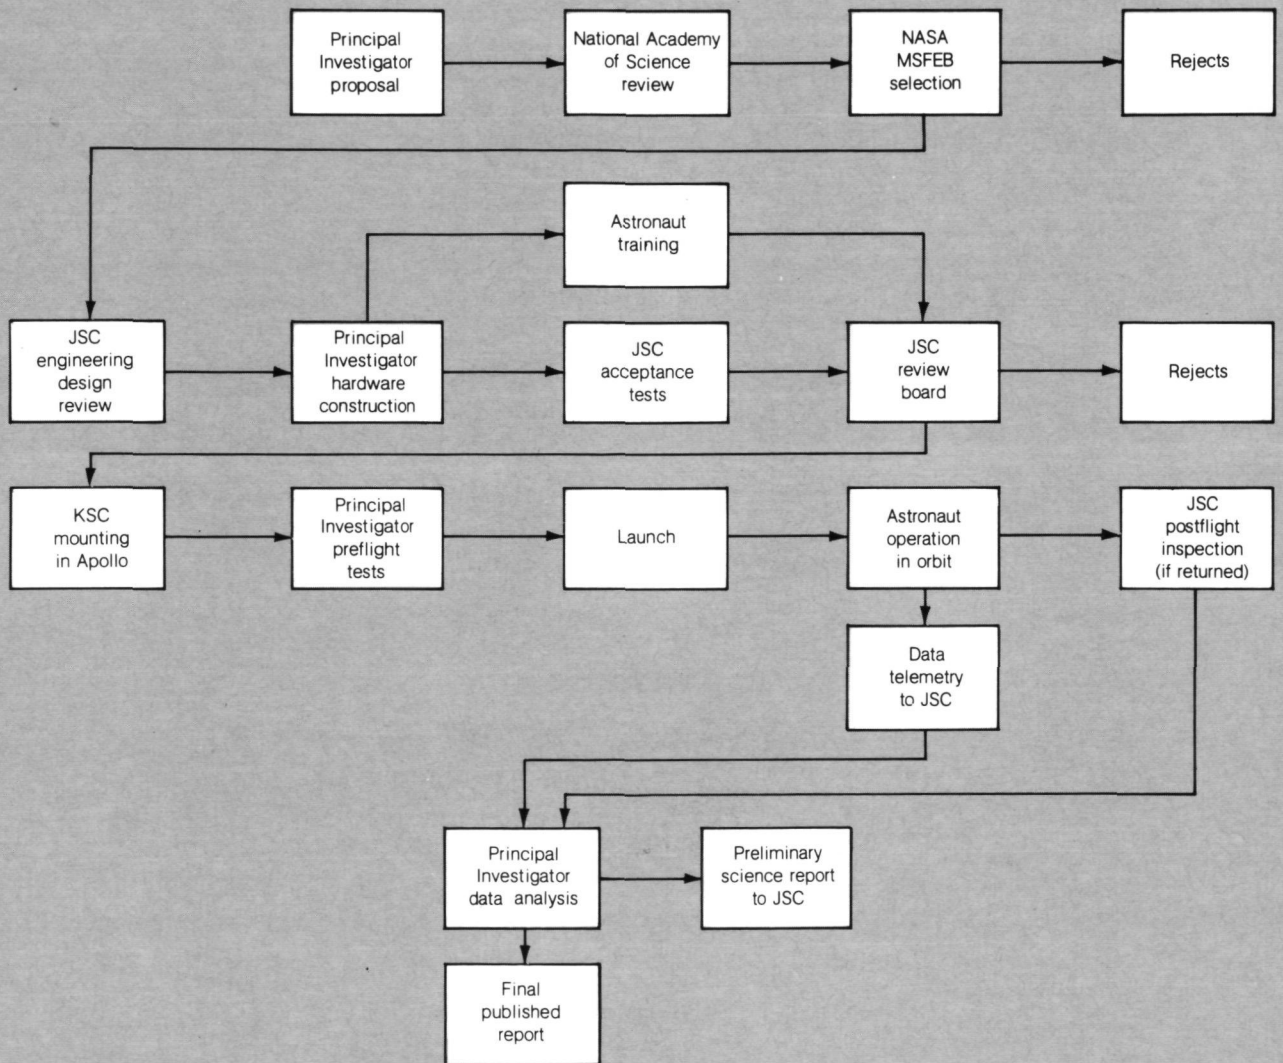 Principal
Investigator
proposal
National Academy
of Science
review
NASA
MSFEB
selection
Rejects
Astronaut
training
JSC
engineering
design
review
Principal
Investigator
hardware
construction
JSC
acceptance
tests
JSC
review
board
Rejects
KSC
mounting
in Apollo
Principal
Investigator
preflight
tests
Launch
Astronaut
operation
in orbit
JSC
postflight
inspection
(if returned)
Data
telemetry
to JSC
Principal
Investigator
data analysis
Preliminary
science report
to JSC
Final
published
report